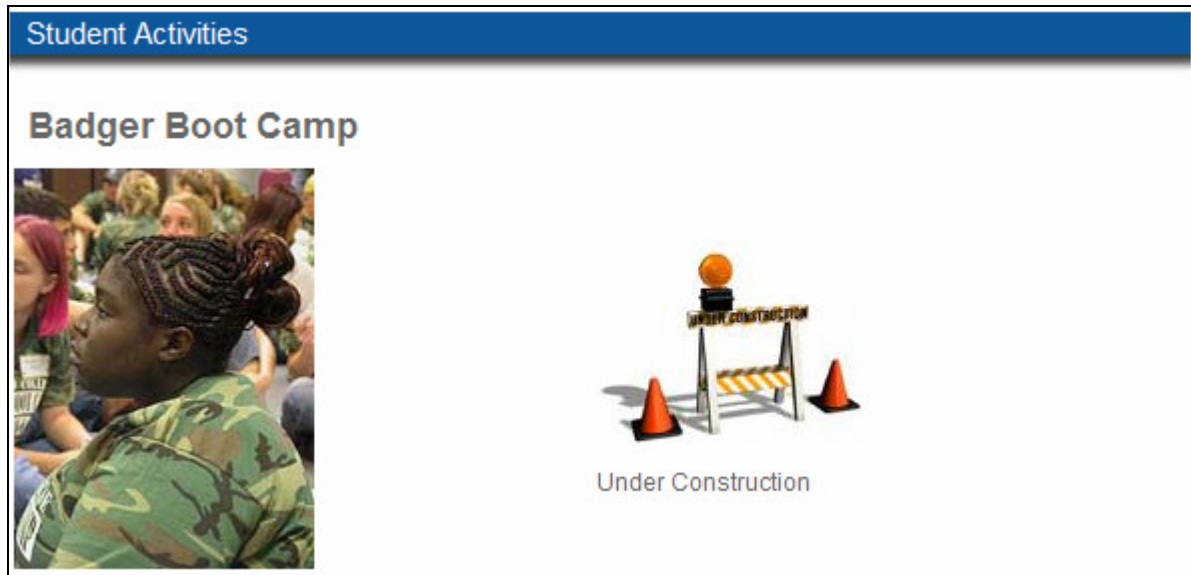 Student Activities
Badger Boot Camp
UNDER CONSTRUCTION
Under Construction